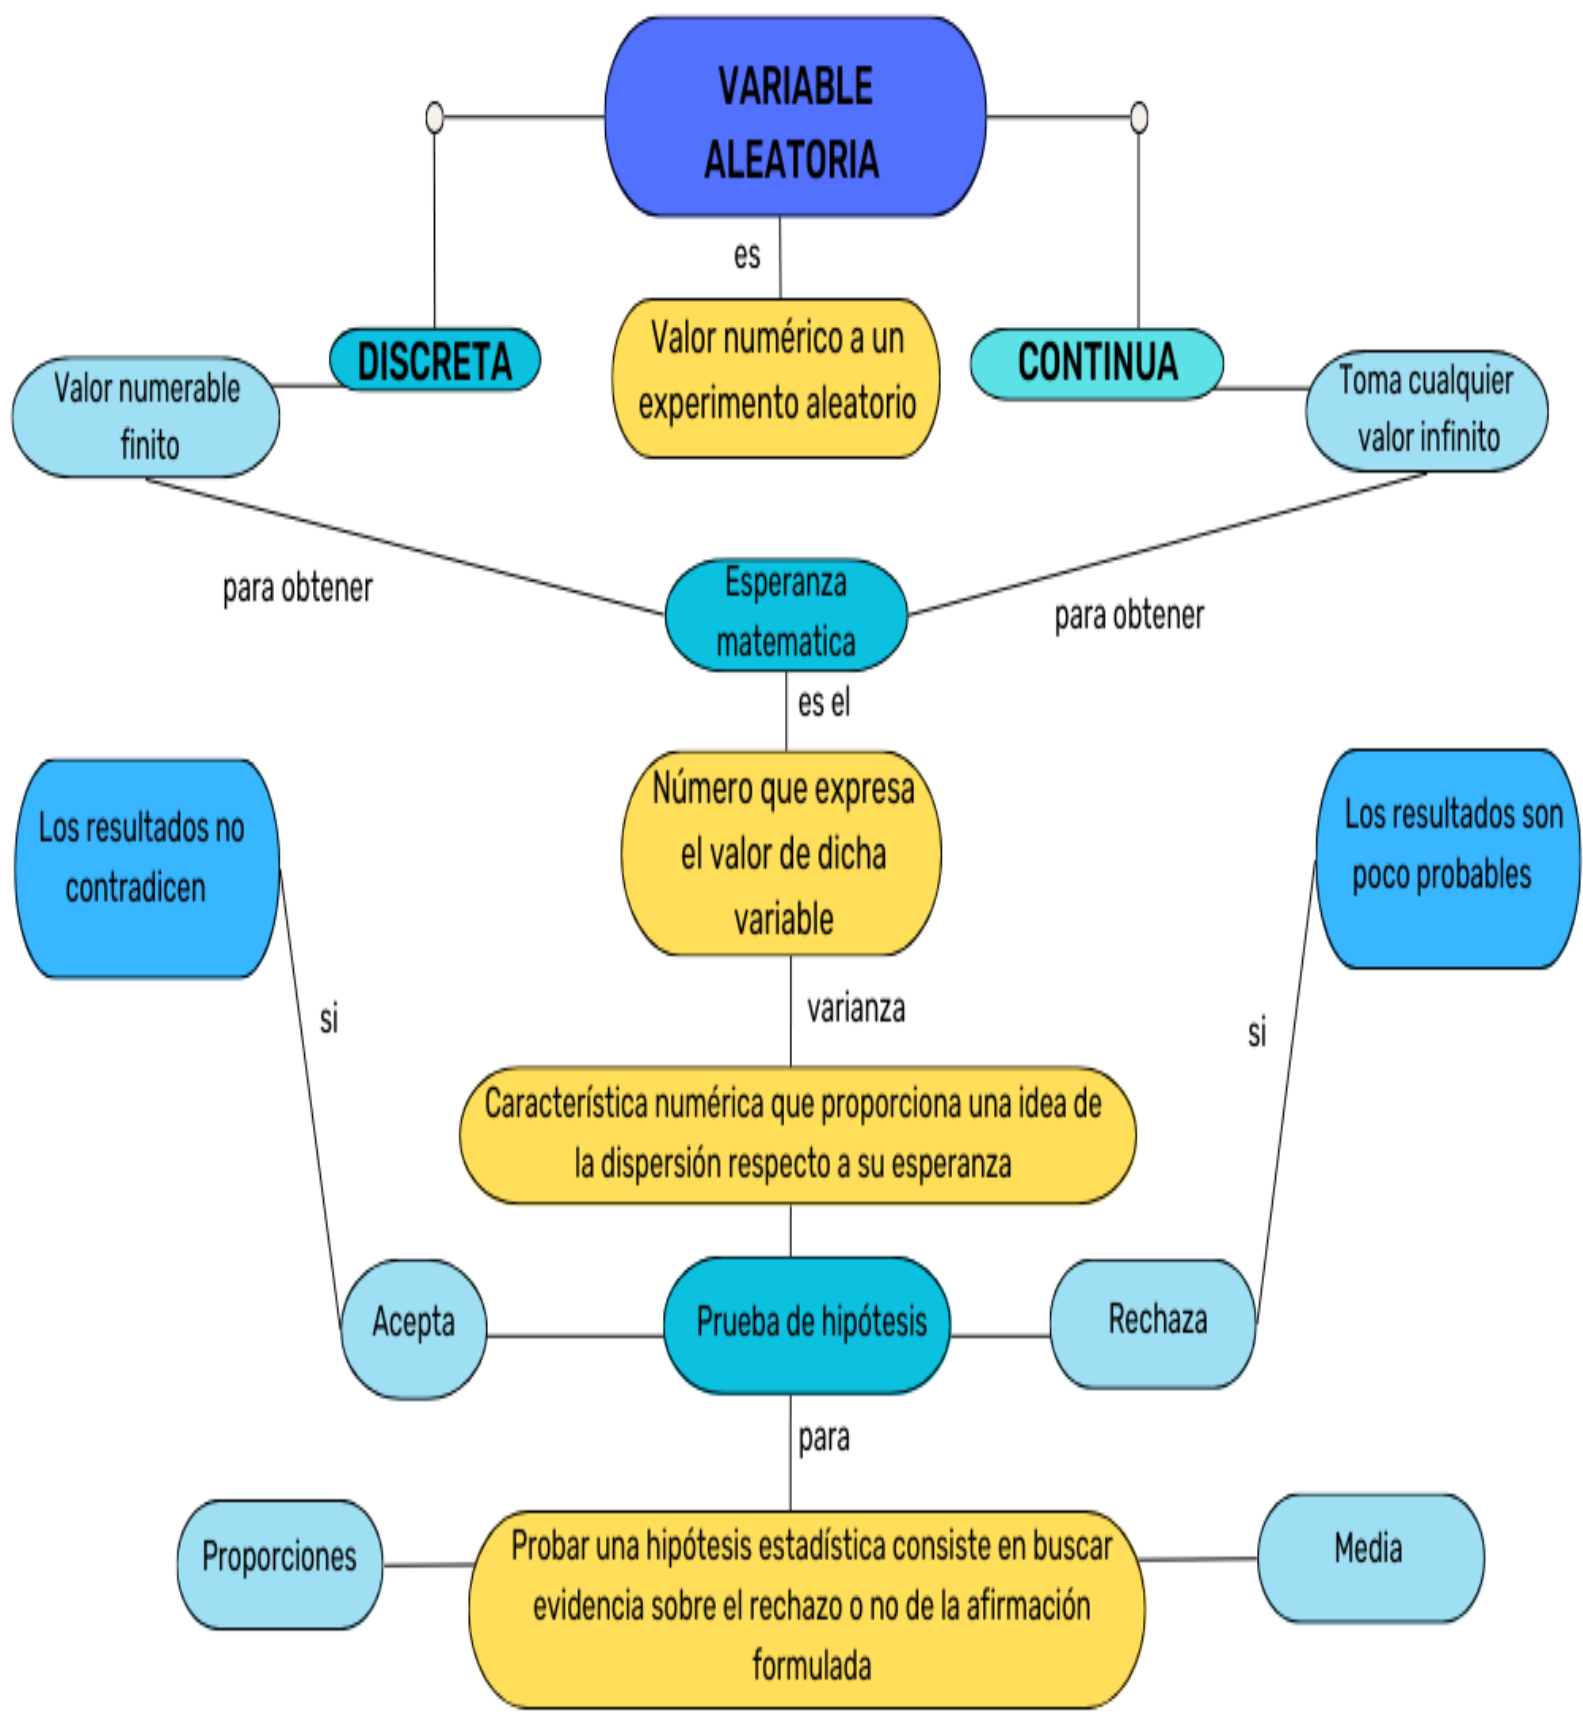 VARIABLE
ALEATORIA
es
DISCRETA
Valor numerable
finito
Valor numérico a un
experimento aleatorio
CONTINUA
Toma cualquier
valor infinito
para obtener
Esperanza
matematica
para obtener
es el
Número que expresa
el valor de dicha
variable
Los resultados no
contradicen
Los resultados son
poco probables
si
varianza
si
Característica numérica que proporciona una idea de
la dispersión respecto a su esperanza
Acepta
Prueba de hipótesis
Rechaza
para
Proporciones
Probar una hipótesis estadística consiste en buscar
evidencia sobre el rechazo o no de la afirmación
formulada
Media